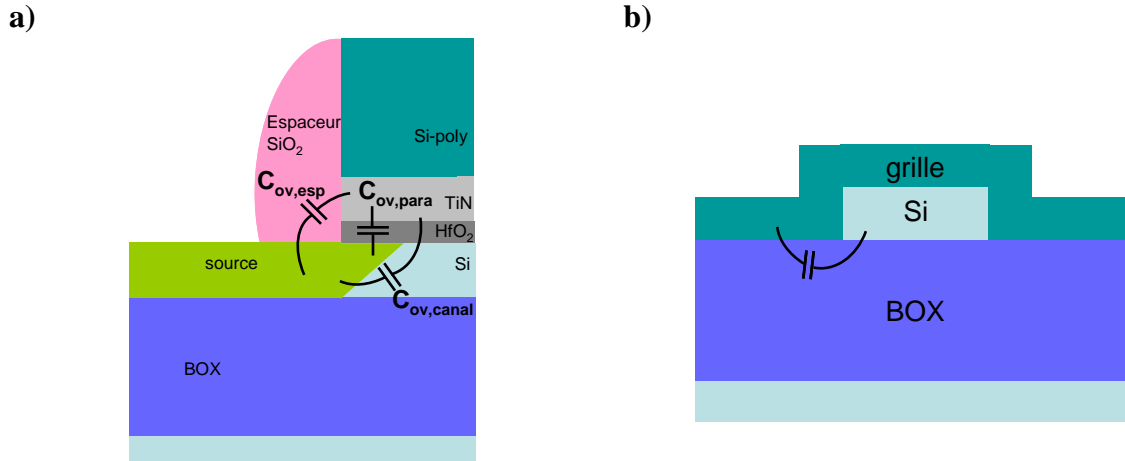 a)
b)
Espaceur
SiO2
Si-poly
Cov,esp
Cov,para
TiN
HfO2
source
Si
Cov,canal
BOX
grille
Si
BOX